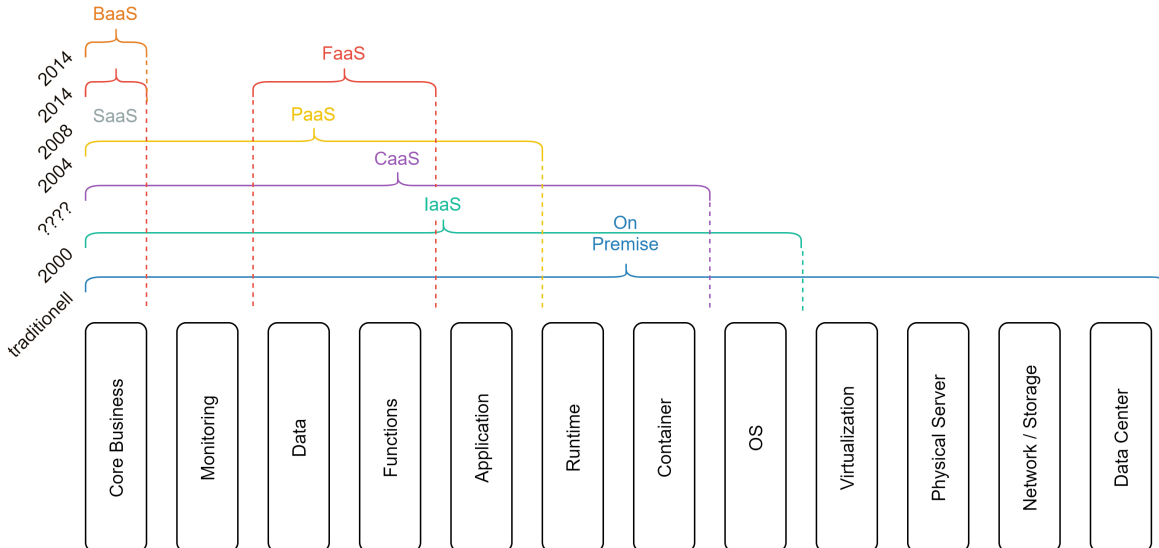 BaaS
2014
FaaS
2014
SaaS
PaaS
2008
CaaS
2004
IaaS
????
On
Premise
2000
traditionell
Core Business
Monitoring
Data
Functions
Application
Runtime
Container
OS
Virtualization
Physical Server
Network / Storage
Data Center